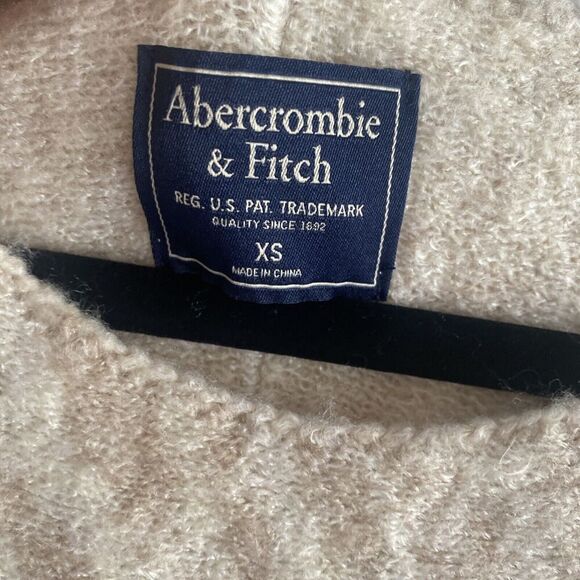 Abercrombie
& Fitch
REG. U.S. PAT. TRADEMARK
QUALITY SINCE 1892
XS
MADE IN CHINA